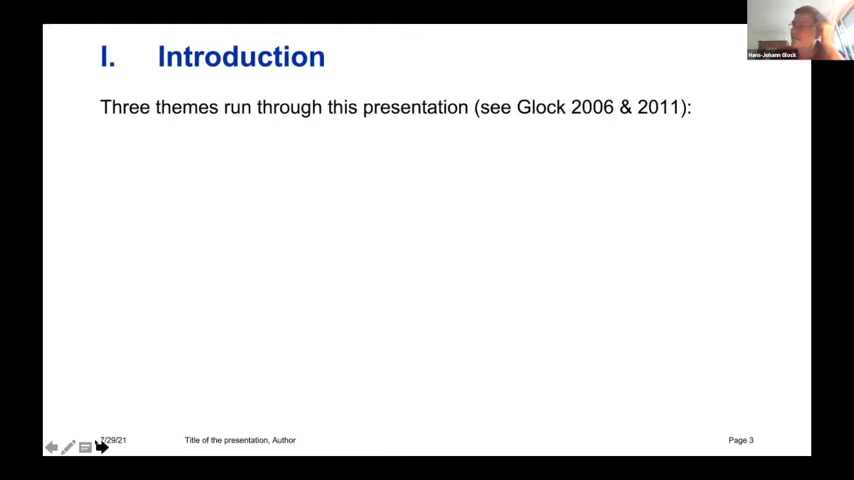 I. Introduction
Hans-Johann Glock
Three themes run through this presentation (see Glock 2006 & 2011):
7/29/21 Title of the presentation, Author Page 3